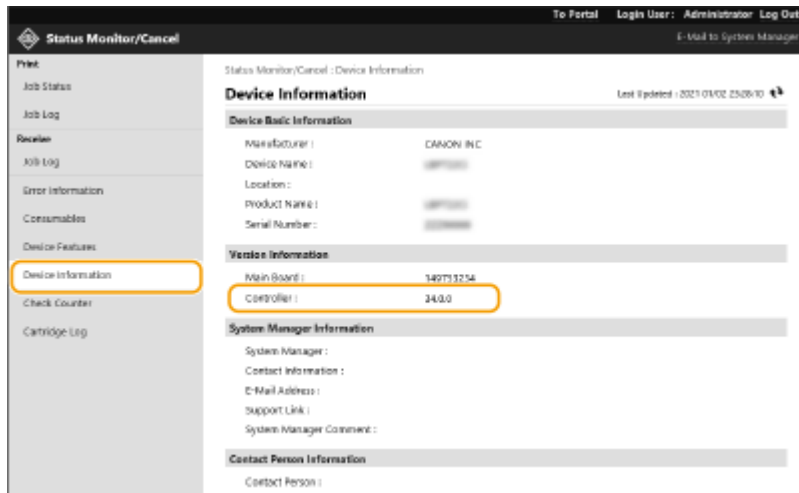 To Portal Login User: Administrator Log Out
Status Monitor/Cancel
E-Mail to System Manager
Print
Job Status
Job Log
Receive
Job Log
Error Information
Consumables
Device Features
Device Information
Check Counter
Cartridge Log
Status Monitor/Cancel : Device Information
Device Information
Last Updated : 2021 01/02
Device Basic Information
Manufacturer : CANON INC
Device Name :
Location :
Product Name :
Serial Number :
Version Information
Main Board :
Controller : 34.0.0
System Manager Information
System Manager :
Contact Information :
E-Mail Address :
Support Link :
System Manager Comment :
Contact Person Information
Contact Person :